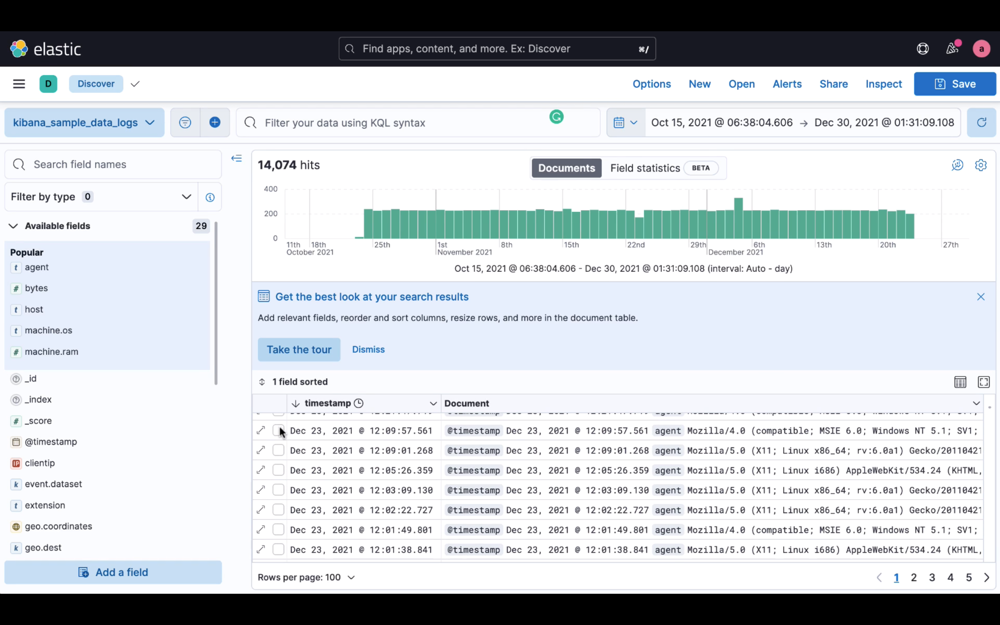 elastic
Find apps, content, and more. Ex: Discover ⌘/
a
D Discover Options New Open Alerts Share Inspect Save
kibana_sample_data_logs Filter your data using KQL syntax Oct 15, 2021 @ 06:38:04.606 → Dec 30, 2021 @ 01:31:09.108
Search field names
Filter by type 0
Available fields 29
Popular
t agent
# bytes
t host
t machine.os
# machine.ram
_id
_index
# _score
@timestamp
IP clientip
k event.dataset
t extension
geo.coordinates
k geo.dest
Add a field
14,074 hits
Documents Field statistics BETA
400
200
0
11th 18th 25th 1st 8th 15th 22nd 29th 6th 13th 20th 27th
October 2021 November 2021 December 2021
Oct 15, 2021 @ 06:38:04.606 - Dec 30, 2021 @ 01:31:09.108 (interval: Auto - day)
Get the best look at your search results
Add relevant fields, reorder and sort columns, resize rows, and more in the document table.
Take the tour Dismiss
1 field sorted
timestamp Document
Dec 23, 2021 @ 12:09:57.561 @timestamp Dec 23, 2021 @ 12:09:57.561 agent Mozilla/4.0 (compatible; MSIE 6.0; Windows NT 5.1; SV1;
Dec 23, 2021 @ 12:09:01.268 @timestamp Dec 23, 2021 @ 12:09:01.268 agent Mozilla/5.0 (X11; Linux x86_64; rv:6.0a1) Gecko/20110421
Dec 23, 2021 @ 12:05:26.359 @timestamp Dec 23, 2021 @ 12:05:26.359 agent Mozilla/5.0 (X11; Linux i686) AppleWebKit/534.24 (KHTML,
Dec 23, 2021 @ 12:03:09.130 @timestamp Dec 23, 2021 @ 12:03:09.130 agent Mozilla/5.0 (X11; Linux x86_64; rv:6.0a1) Gecko/20110421
Dec 23, 2021 @ 12:02:22.727 @timestamp Dec 23, 2021 @ 12:02:22.727 agent Mozilla/5.0 (X11; Linux x86_64; rv:6.0a1) Gecko/20110421
Dec 23, 2021 @ 12:01:49.801 @timestamp Dec 23, 2021 @ 12:01:49.801 agent Mozilla/4.0 (compatible; MSIE 6.0; Windows NT 5.1; SV1;
Dec 23, 2021 @ 12:01:38.841 @timestamp Dec 23, 2021 @ 12:01:38.841 agent Mozilla/5.0 (X11; Linux i686) AppleWebKit/534.24 (KHTML,
Rows per page: 100 1 2 3 4 5